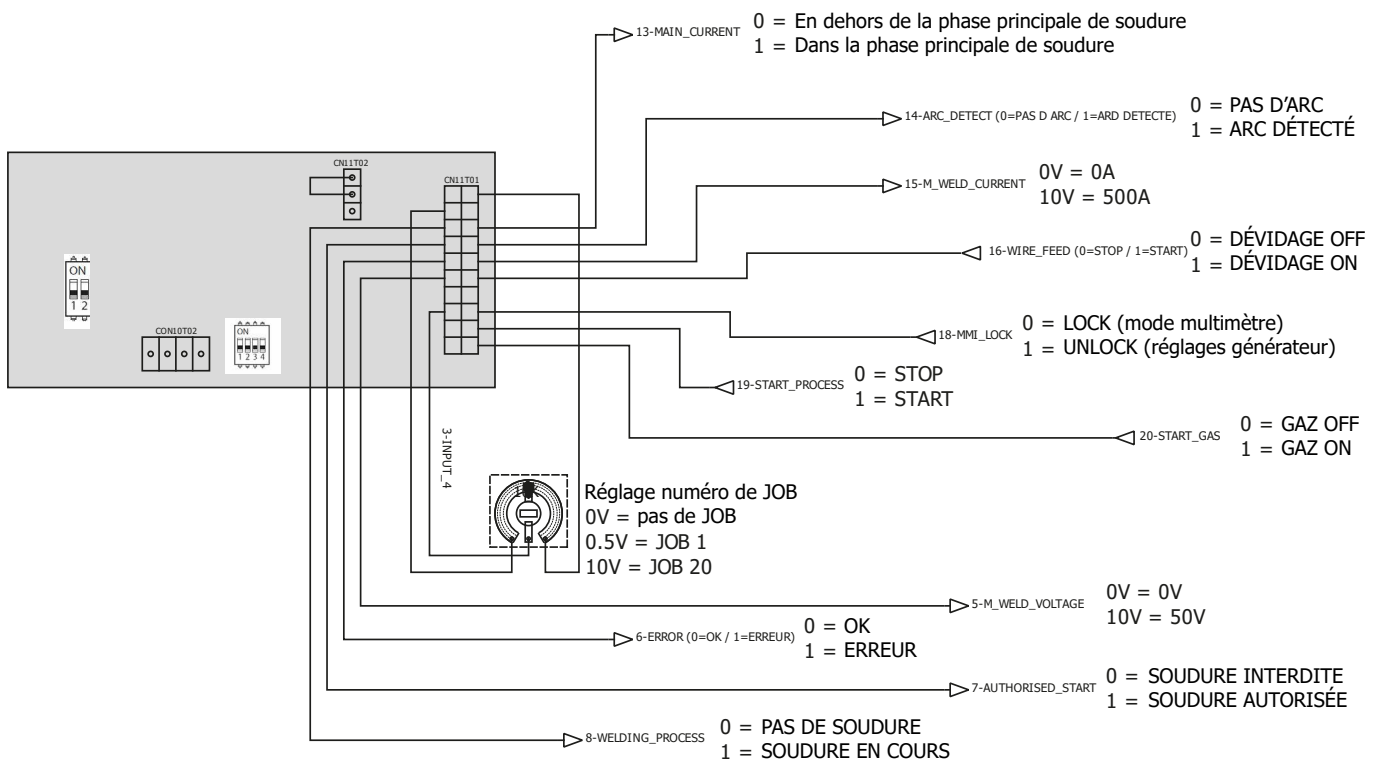 13-MAIN_CURRENT
0 = En dehors de la phase principale de soudure
1 = Dans la phase principale de soudure
14-ARC_DETECT (0=PAS D ARC / 1=ARD DETECTE)
0 = PAS D’ARC
1 = ARC DÉTECTÉ
CN11T02
CN11T01
15-M_WELD_CURRENT
0V = 0A
10V = 500A
16-WIRE_FEED (0=STOP / 1=START)
0 = DÉVIDAGE OFF
1 = DÉVIDAGE ON
ON
1 2
CON10T02
ON
1 2 3 4
18-MMI_LOCK
0 = LOCK (mode multimètre)
1 = UNLOCK (réglages générateur)
19-START_PROCESS
0 = STOP
1 = START
20-START_GAS
0 = GAZ OFF
1 = GAZ ON
3-INPUT_4
Réglage numéro de JOB
0V = pas de JOB
0.5V = JOB 1
10V = JOB 20
5-M_WELD_VOLTAGE
0V = 0V
10V = 50V
6-ERROR (0=OK / 1=ERREUR)
0 = OK
1 = ERREUR
7-AUTHORISED_START
0 = SOUDURE INTERDITE
1 = SOUDURE AUTORISÉE
8-WELDING_PROCESS
0 = PAS DE SOUDURE
1 = SOUDURE EN COURS